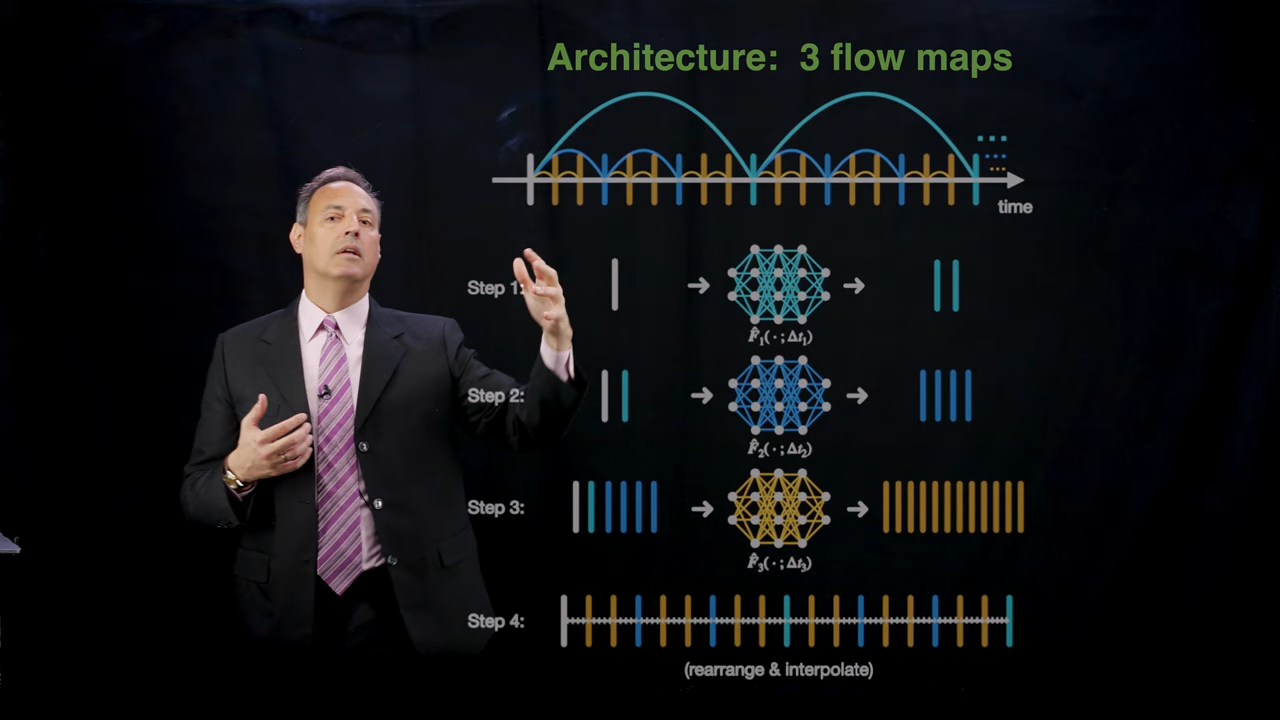 Architecture: 3 flow maps
time
Step 1:
F̂₁( · ; Δt₁)
Step 2:
F̂₂( · ; Δt₂)
Step 3:
F̂₃( · ; Δt₃)
Step 4:
(rearrange & interpolate)